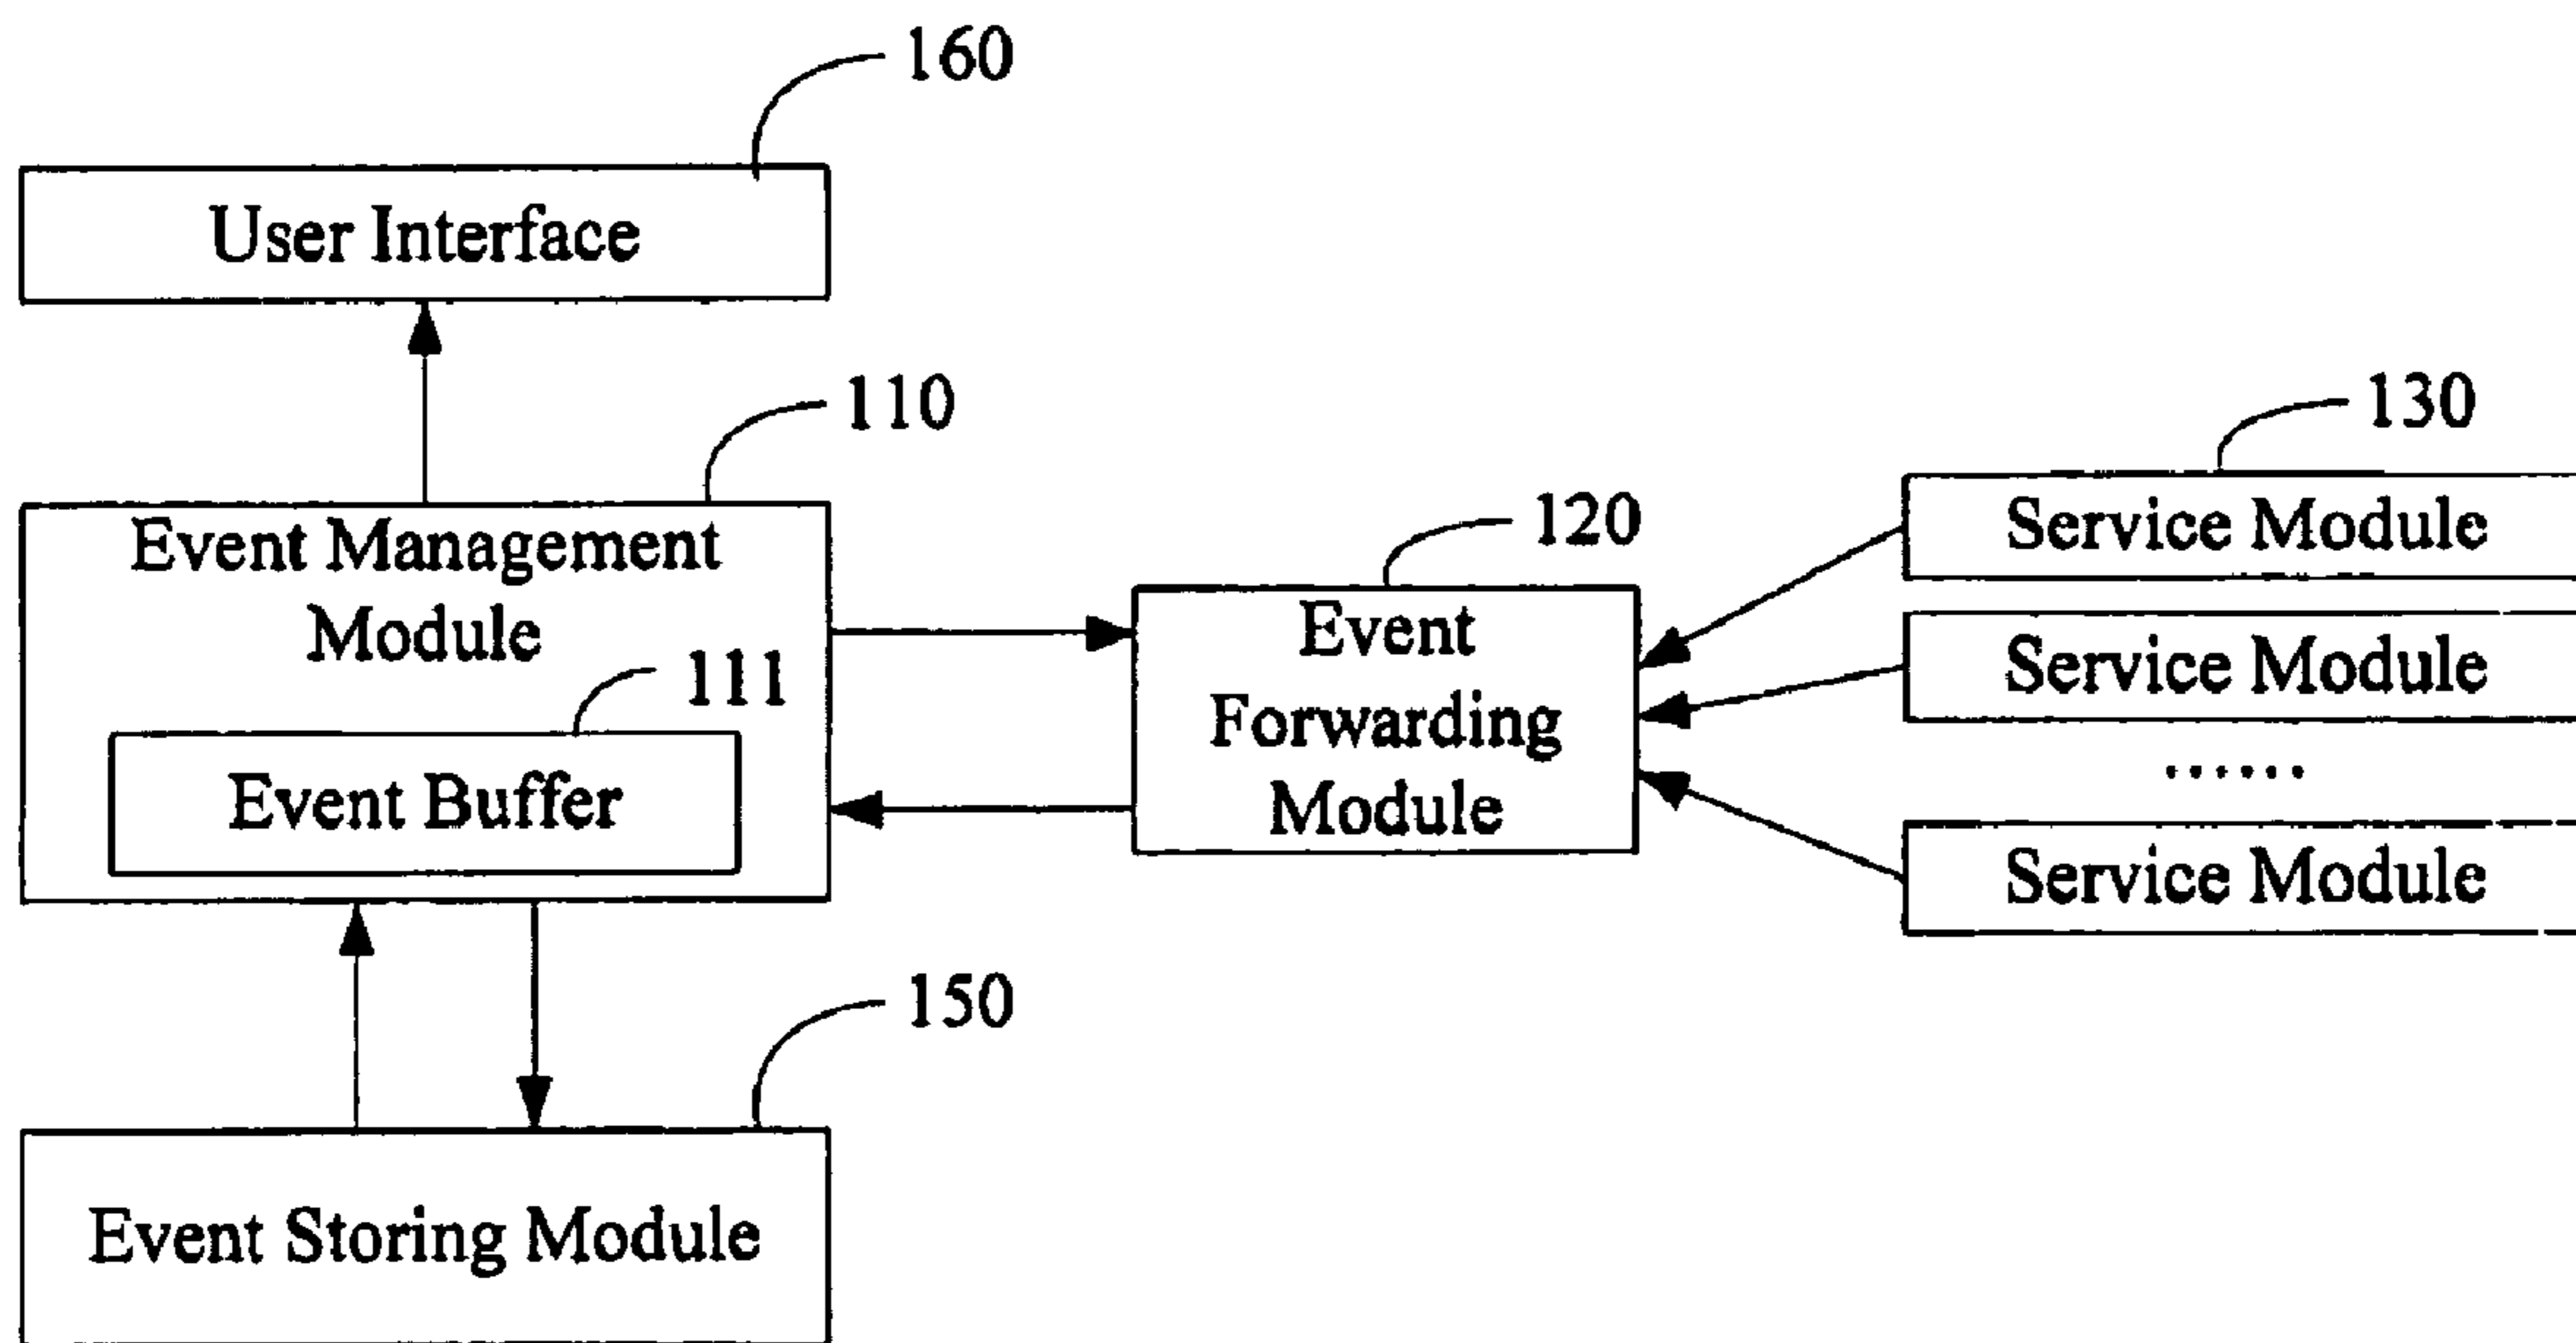 160
User Interface
110
130
Event Management
Module
111
Event Buffer
120
Event
Forwarding
Module
Service Module
Service Module
......
Service Module
150
Event Storing Module